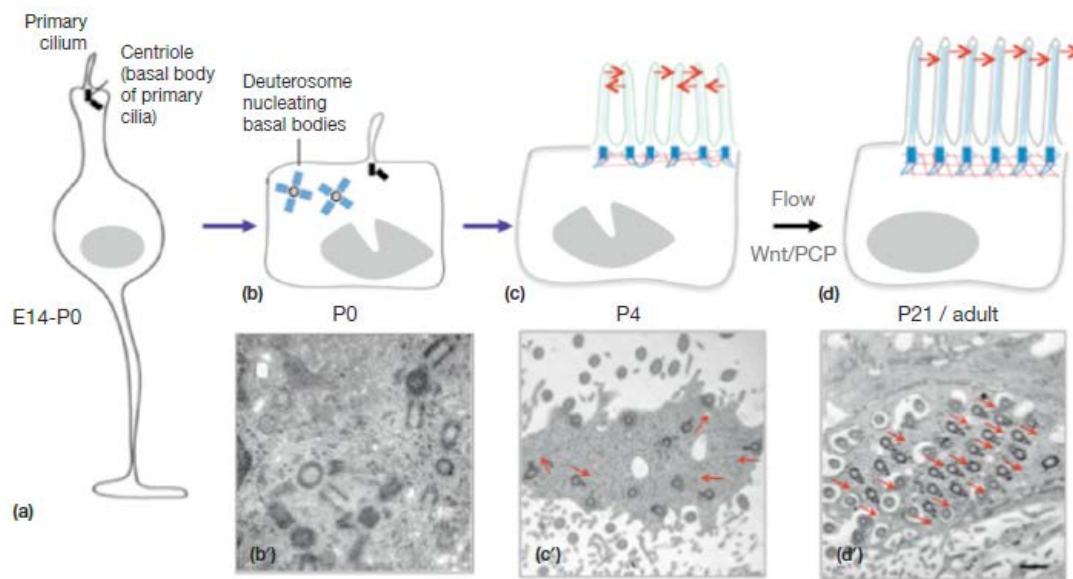 Primary
cilium
Centriole
(basal body
of primary
cilia)
Deuterosome
nucleating
basal bodies
Flow
Wnt/PCP
(b)
(c)
(d)
E14-P0
P0
P4
P21 / adult
(a)
(b′)
(c′)
(d′)